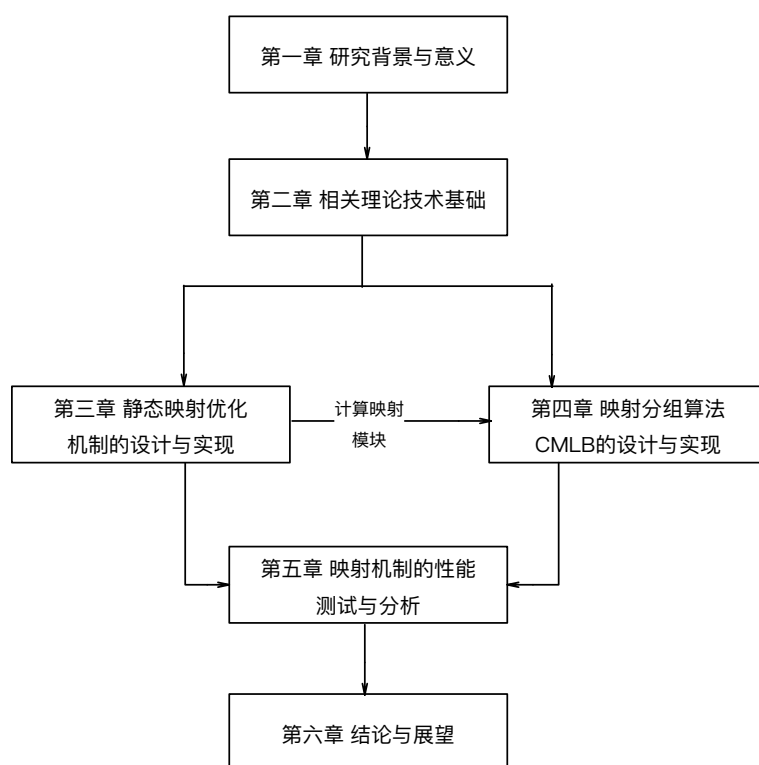 第一章 研究背景与意义
第二章 相关理论技术基础
第三章 静态映射优化
机制的设计与实现
计算映射
模块
第四章 映射分组算法
CMLB的设计与实现
第五章 映射机制的性能
测试与分析
第六章 结论与展望